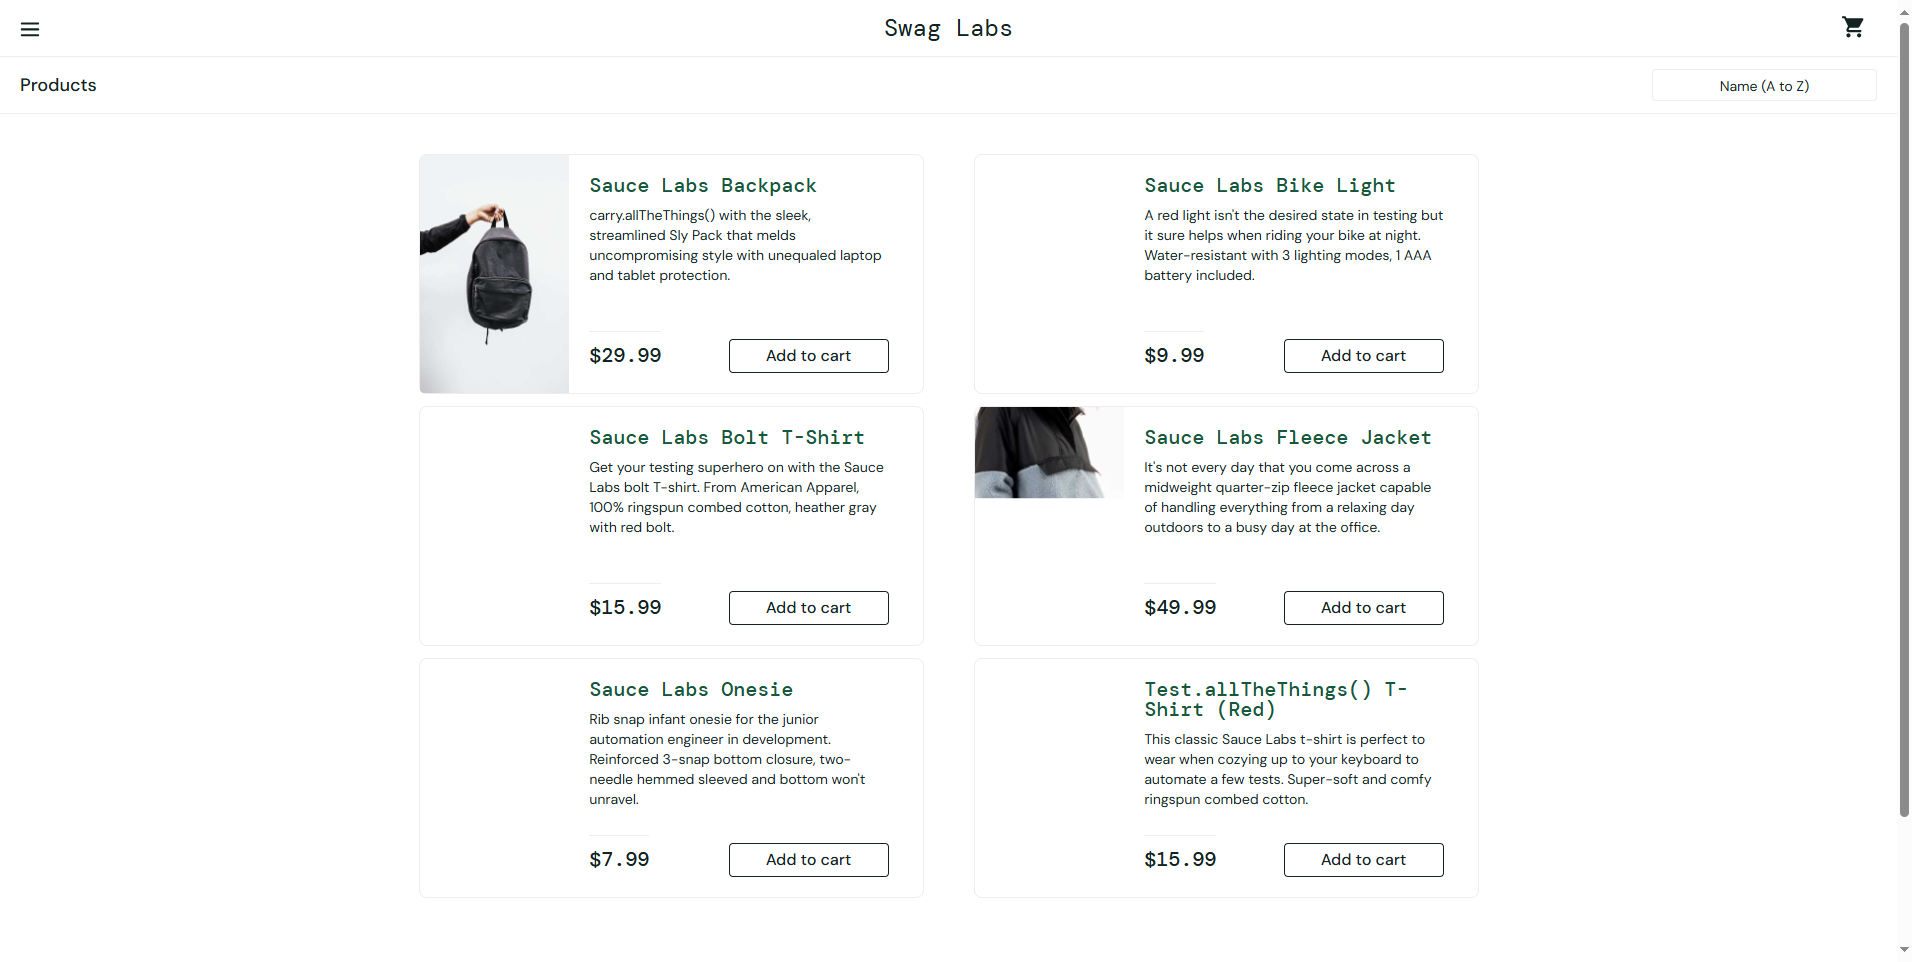 Swag Labs
Products
Name (A to Z)
Sauce Labs Backpack
carry.allTheThings() with the sleek,
streamlined Sly Pack that melds
uncompromising style with unequaled laptop
and tablet protection.
$29.99
Add to cart
Sauce Labs Bike Light
A red light isn't the desired state in testing but
it sure helps when riding your bike at night.
Water-resistant with 3 lighting modes, 1 AAA
battery included.
$9.99
Add to cart
Sauce Labs Bolt T-Shirt
Get your testing superhero on with the Sauce
Labs bolt T-shirt. From American Apparel,
100% ringspun combed cotton, heather gray
with red bolt.
$15.99
Add to cart
Sauce Labs Fleece Jacket
It's not every day that you come across a
midweight quarter-zip fleece jacket capable
of handling everything from a relaxing day
outdoors to a busy day at the office.
$49.99
Add to cart
Sauce Labs Onesie
Rib snap infant onesie for the junior
automation engineer in development.
Reinforced 3-snap bottom closure, two-
needle hemmed sleeved and bottom won't
unravel.
$7.99
Add to cart
Test.allTheThings() T-
Shirt (Red)
This classic Sauce Labs t-shirt is perfect to
wear when cozying up to your keyboard to
automate a few tests. Super-soft and comfy
ringspun combed cotton.
$15.99
Add to cart